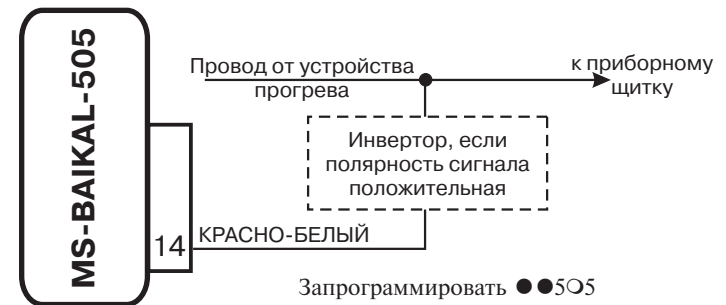 MS-BAIKAL-505
Провод от устройства
прогрева
к приборному
щитку
Инвертор, если
полярность сигнала
положительная
14
КРАСНО-БЕЛЫЙ
Запрограммировать ●●5❍5